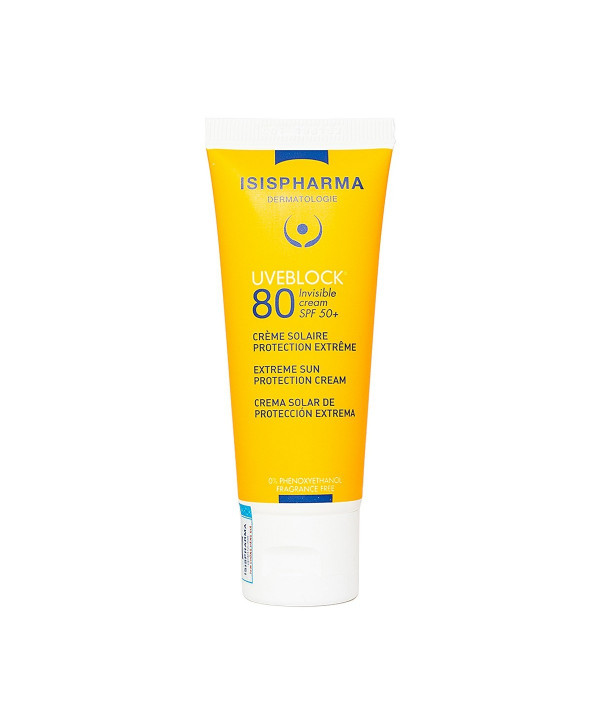 ISISPHARMA
DERMATOLOGIE
UVEBLOCK
80 Invisible
cream
SPF 50+
CRÈME SOLAIRE
PROTECTION EXTRÊME
EXTREME SUN
PROTECTION CREAM
CREMA SOLAR DE
PROTECCIÓN EXTREMA
0% PHENOXYETHANOL
FRAGRANCE FREE
ISISPHARMA